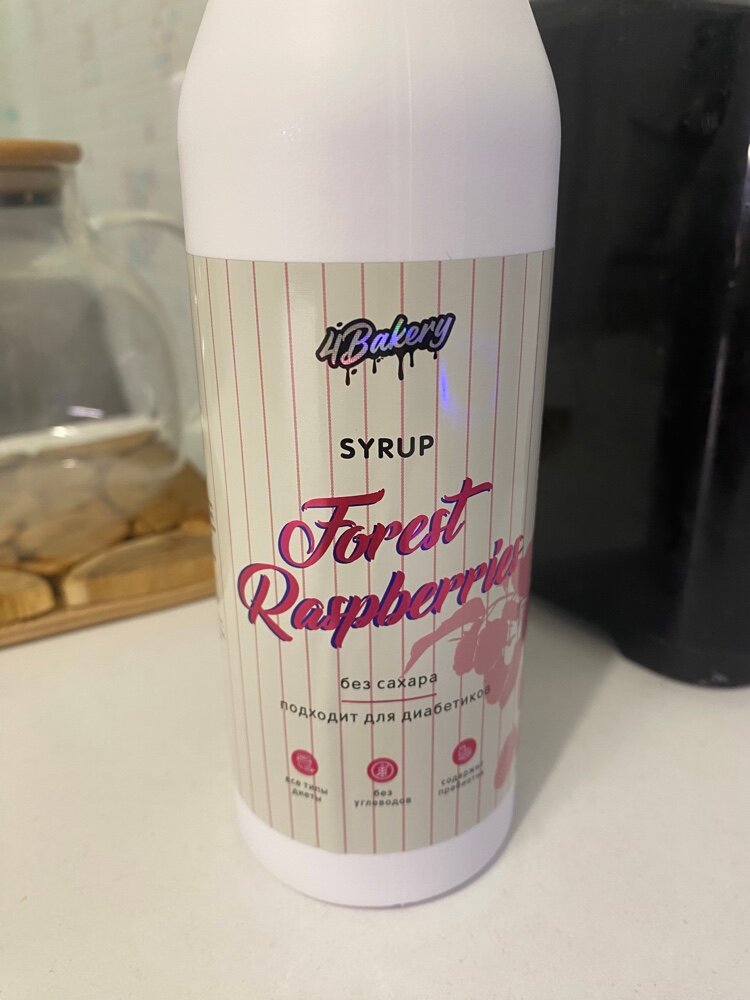 4Bakery
SYRUP
Forest
Raspberries
без сахара
подходит для диабетиков
все типы
диеты
без
углеводов
содержит
пребиотик